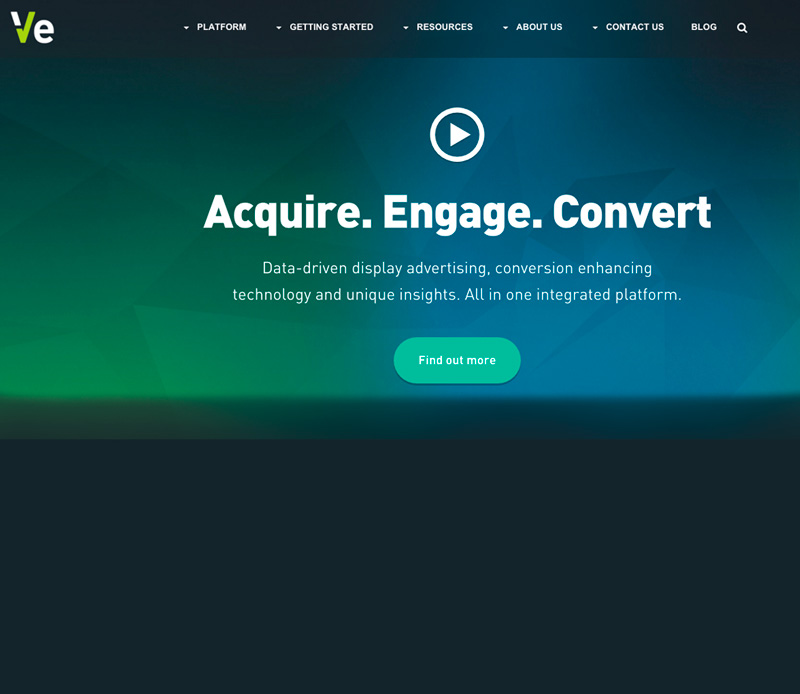 Ve
PLATFORM GETTING STARTED RESOURCES ABOUT US CONTACT US BLOG
Acquire. Engage. Convert
Data-driven display advertising, conversion enhancing
technology and unique insights. All in one integrated platform.
Find out more